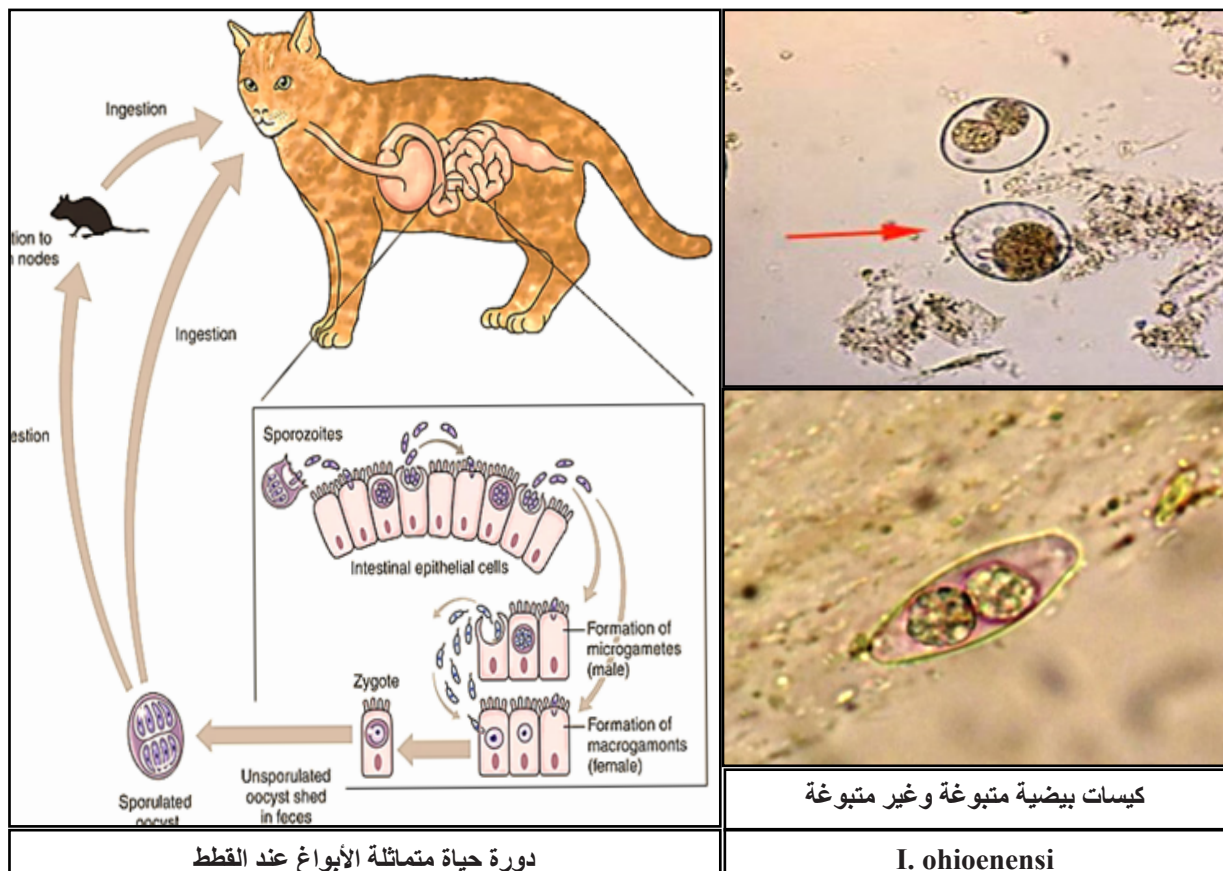 Ingestion
tion to
n nodes
Ingestion
estion
Sporozoites
Intestinal epithelial cells
Formation of
microgametes
(male)
Zygote
Formation of
macrogamonts
(female)
Unsporulated
oocyst shed
in feces
Sporulated
oocyst
دورة حياة متماثلة الأبواغ عند القطط
كيسات بيضية متبوغة وغير متبوغة
I. ohioenensi